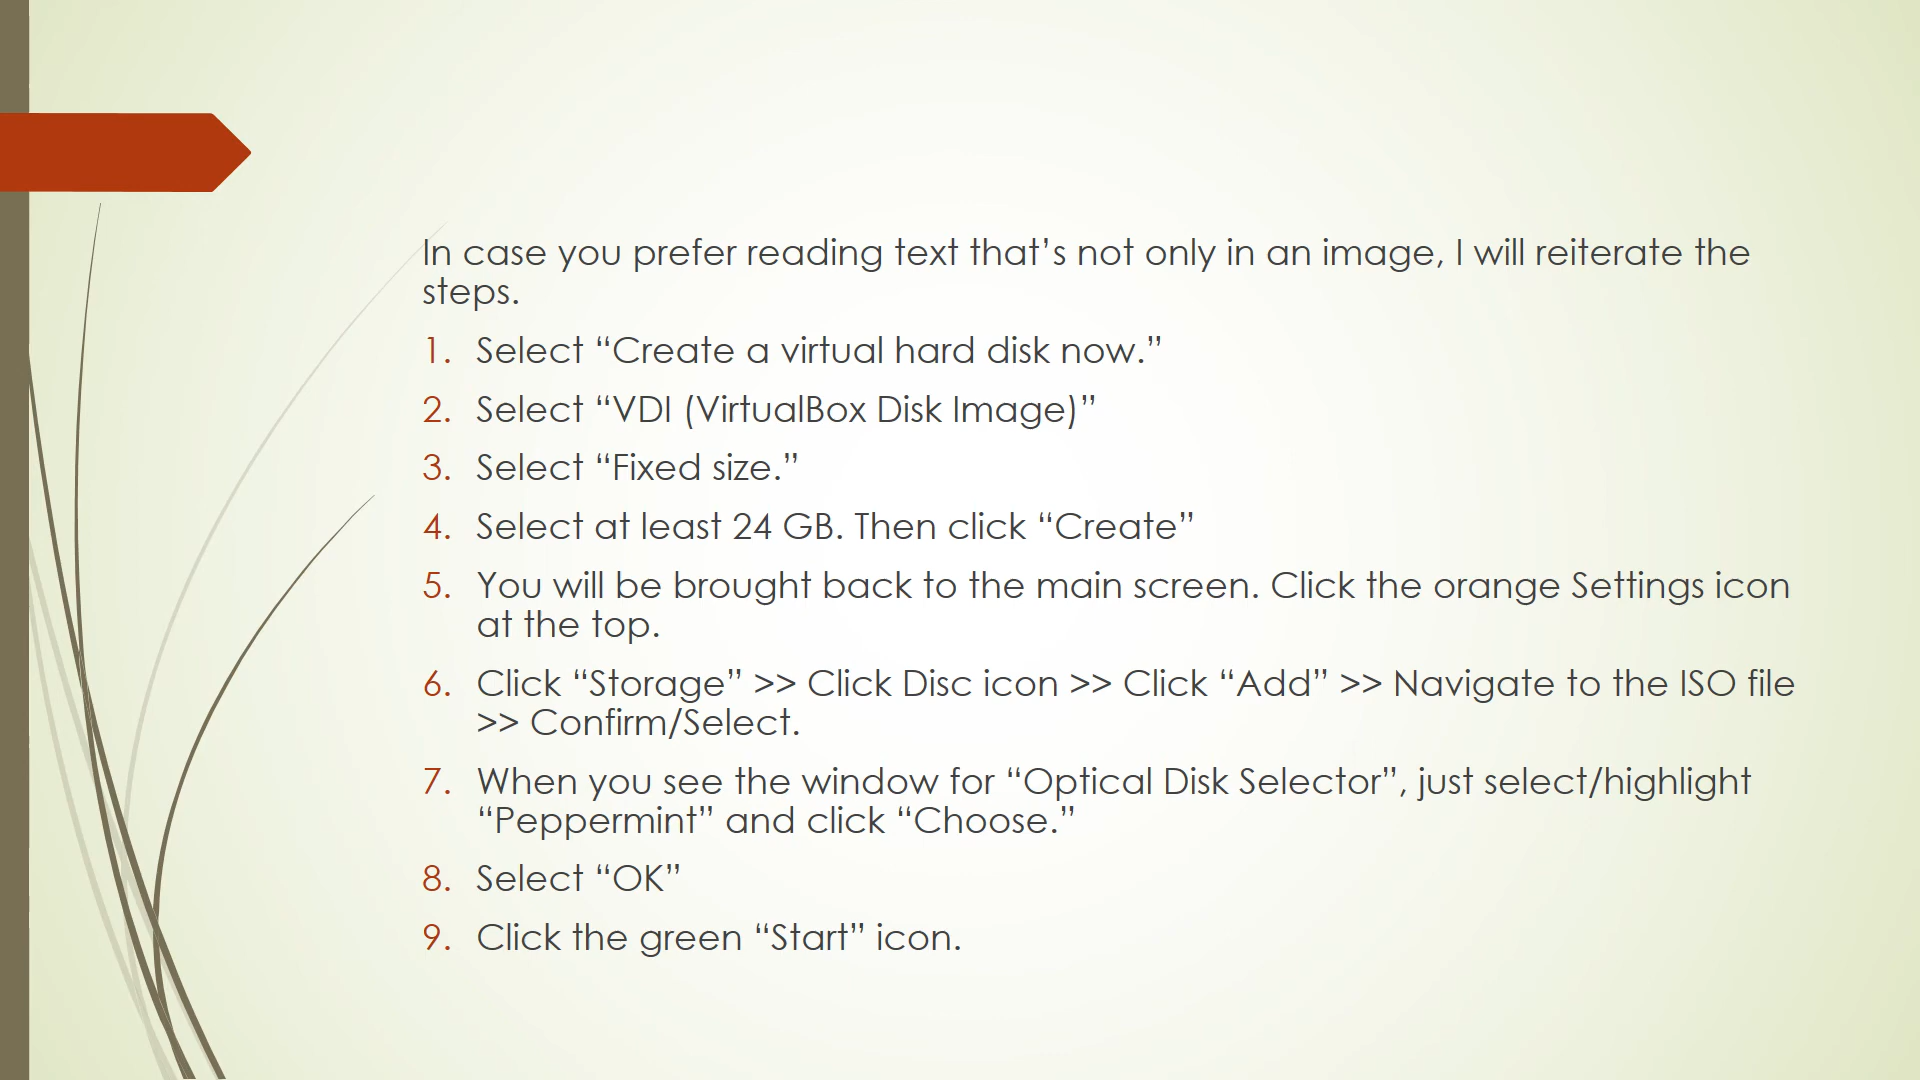 In case you prefer reading text that’s not only in an image, I will reiterate the
steps.
1. Select “Create a virtual hard disk now.”
2. Select “VDI (VirtualBox Disk Image)”
3. Select “Fixed size.”
4. Select at least 24 GB. Then click “Create”
5. You will be brought back to the main screen. Click the orange Settings icon
at the top.
6. Click “Storage” >> Click Disc icon >> Click “Add” >> Navigate to the ISO file
>> Confirm/Select.
7. When you see the window for “Optical Disk Selector”, just select/highlight
“Peppermint” and click “Choose.”
8. Select “OK”
9. Click the green “Start” icon.